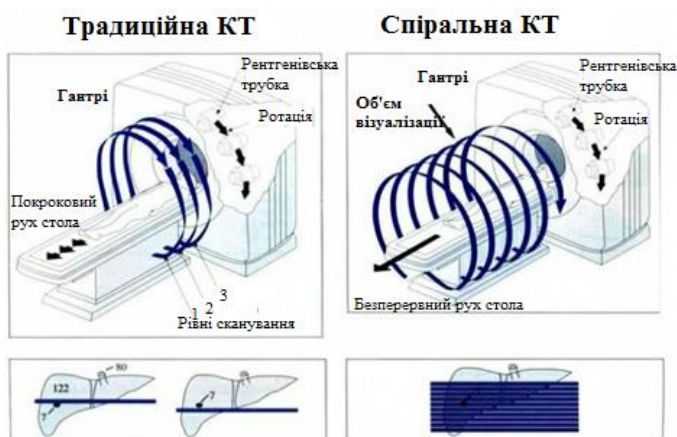 Традиційна КТ
Гантрі
Рентгенівська
трубка
Ротація
Покроковий
рух стола
1
2
3
Рівні сканування
80
122
7
7
Спіральна КТ
Гантрі
Рентгенівська
трубка
Об'єм
візуалізації
Ротація
Безперервний рух стола